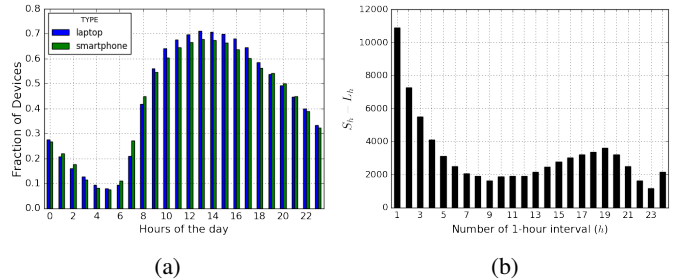 0.8
0.7
0.6
0.5
0.4
0.3
0.2
0.1
0.0
Fraction of Devices
TYPE
laptop
smartphone
0 2 4 6 8 10 12 14 16 18 20 22
Hours of the day
(a)
12000
10000
8000
6000
4000
2000
0
S_h − L_h
1 3 5 7 9 11 13 15 17 19 21 23
Number of 1-hour interval (h)
(b)